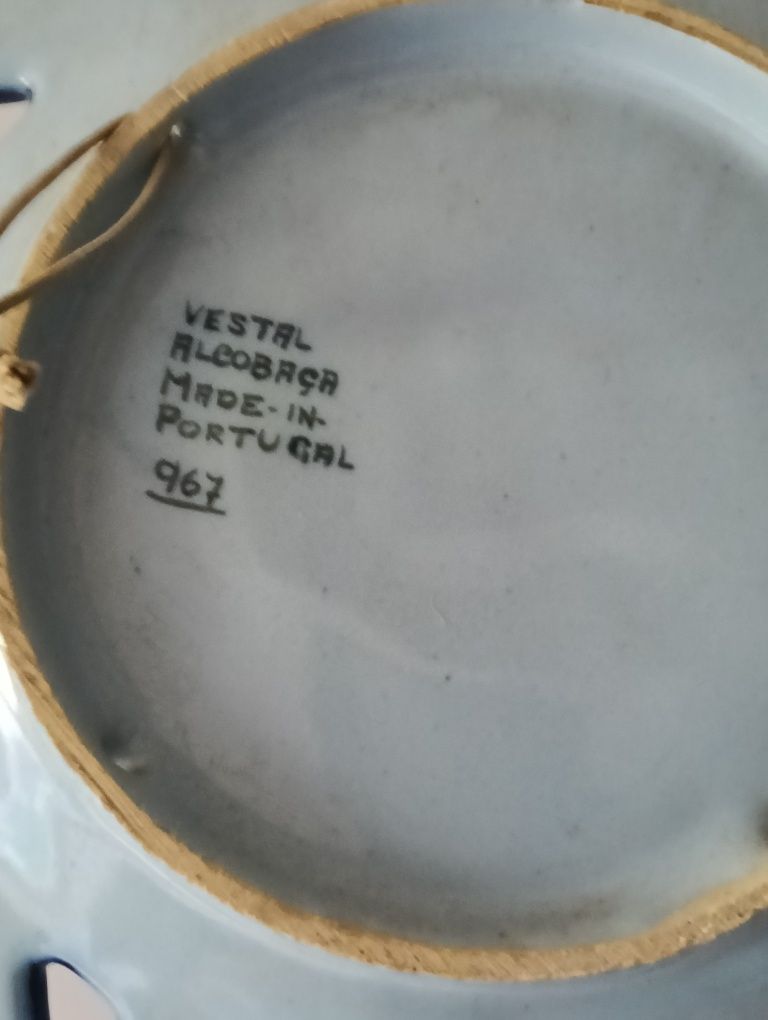 VESTAL
ALCOBAÇA
MADE-IN-
PORTUGAL
967